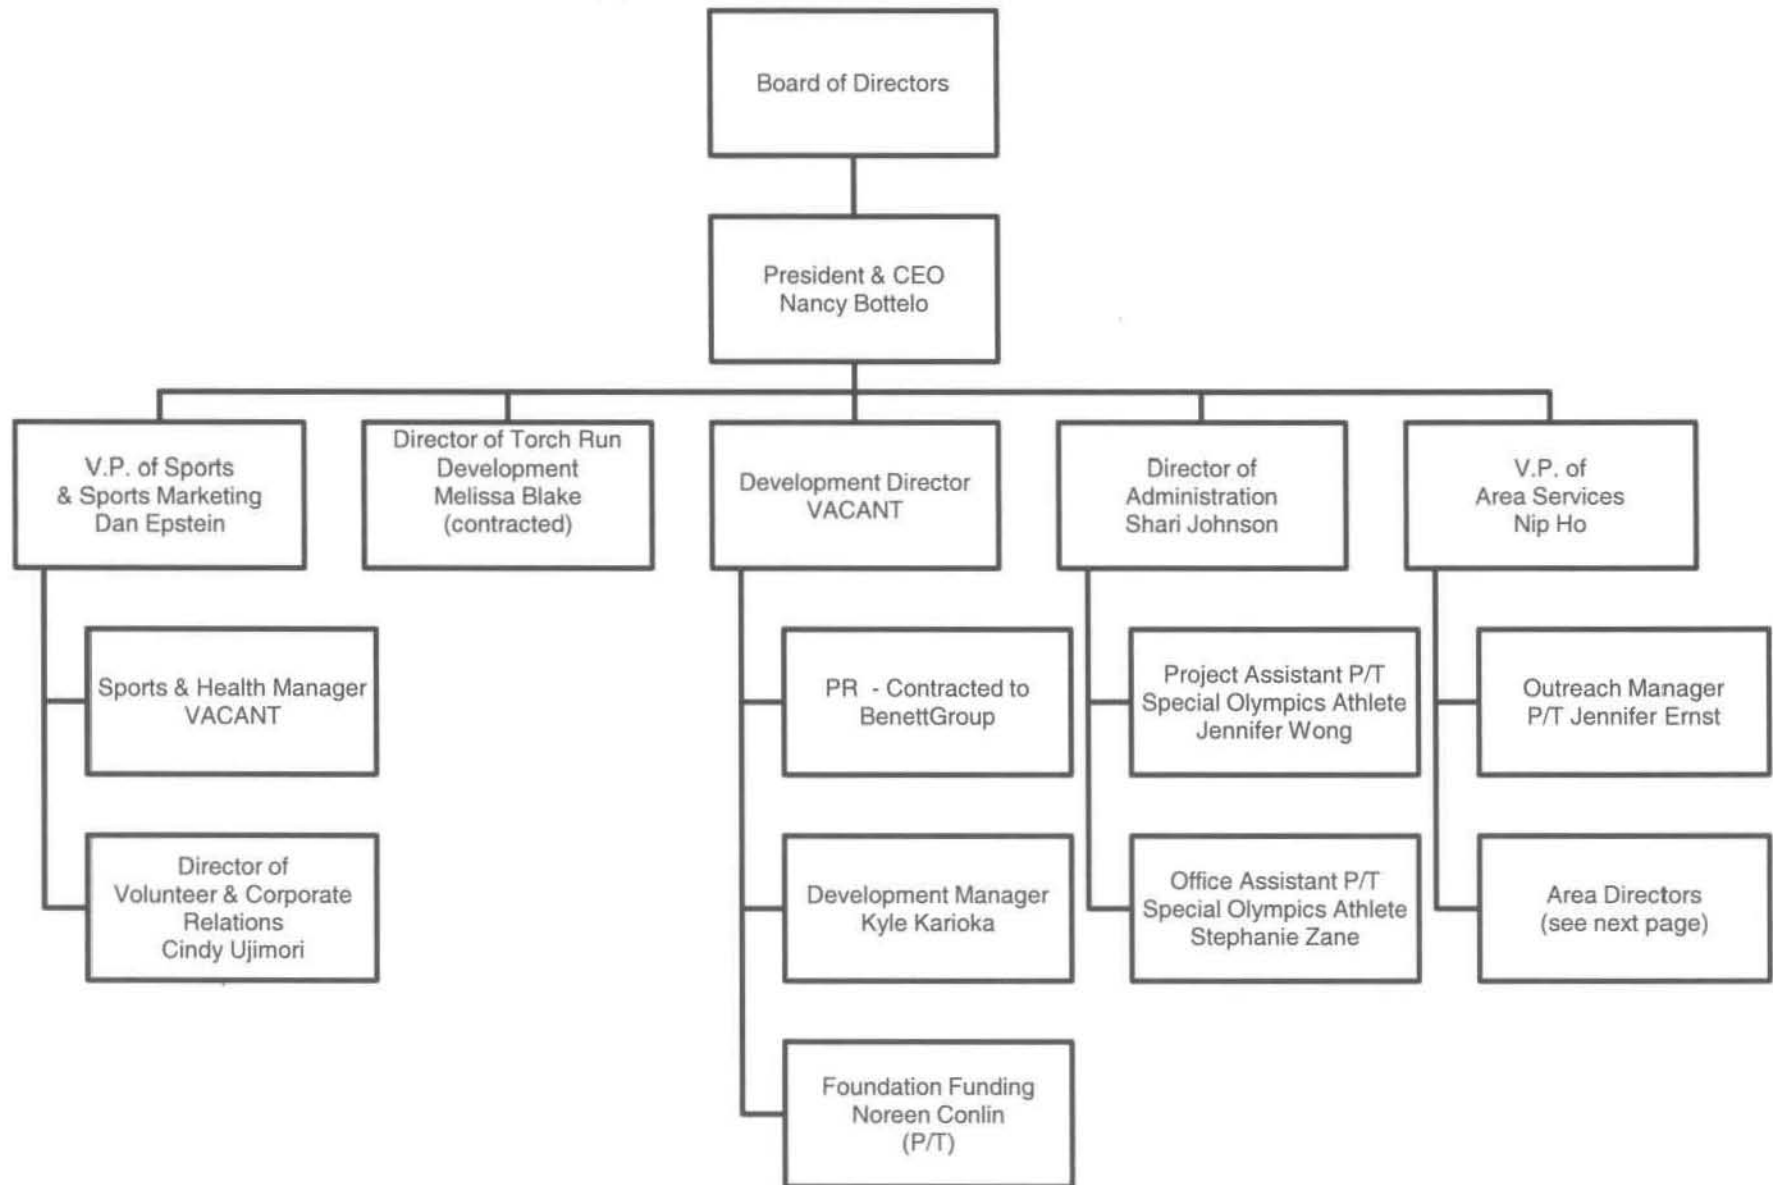 Board of Directors
President & CEO
Nancy Bottelo
V.P. of Sports
& Sports Marketing
Dan Epstein
Director of Torch Run
Development
Melissa Blake
(contracted)
Development Director
VACANT
Director of
Administration
Shari Johnson
V.P. of
Area Services
Nip Ho
Sports & Health Manager
VACANT
PR - Contracted to
BenettGroup
Project Assistant P/T
Special Olympics Athlete
Jennifer Wong
Outreach Manager
P/T Jennifer Ernst
Director of
Volunteer & Corporate
Relations
Cindy Ujimori
Development Manager
Kyle Karioka
Office Assistant P/T
Special Olympics Athlete
Stephanie Zane
Area Directors
(see next page)
Foundation Funding
Noreen Conlin
(P/T)